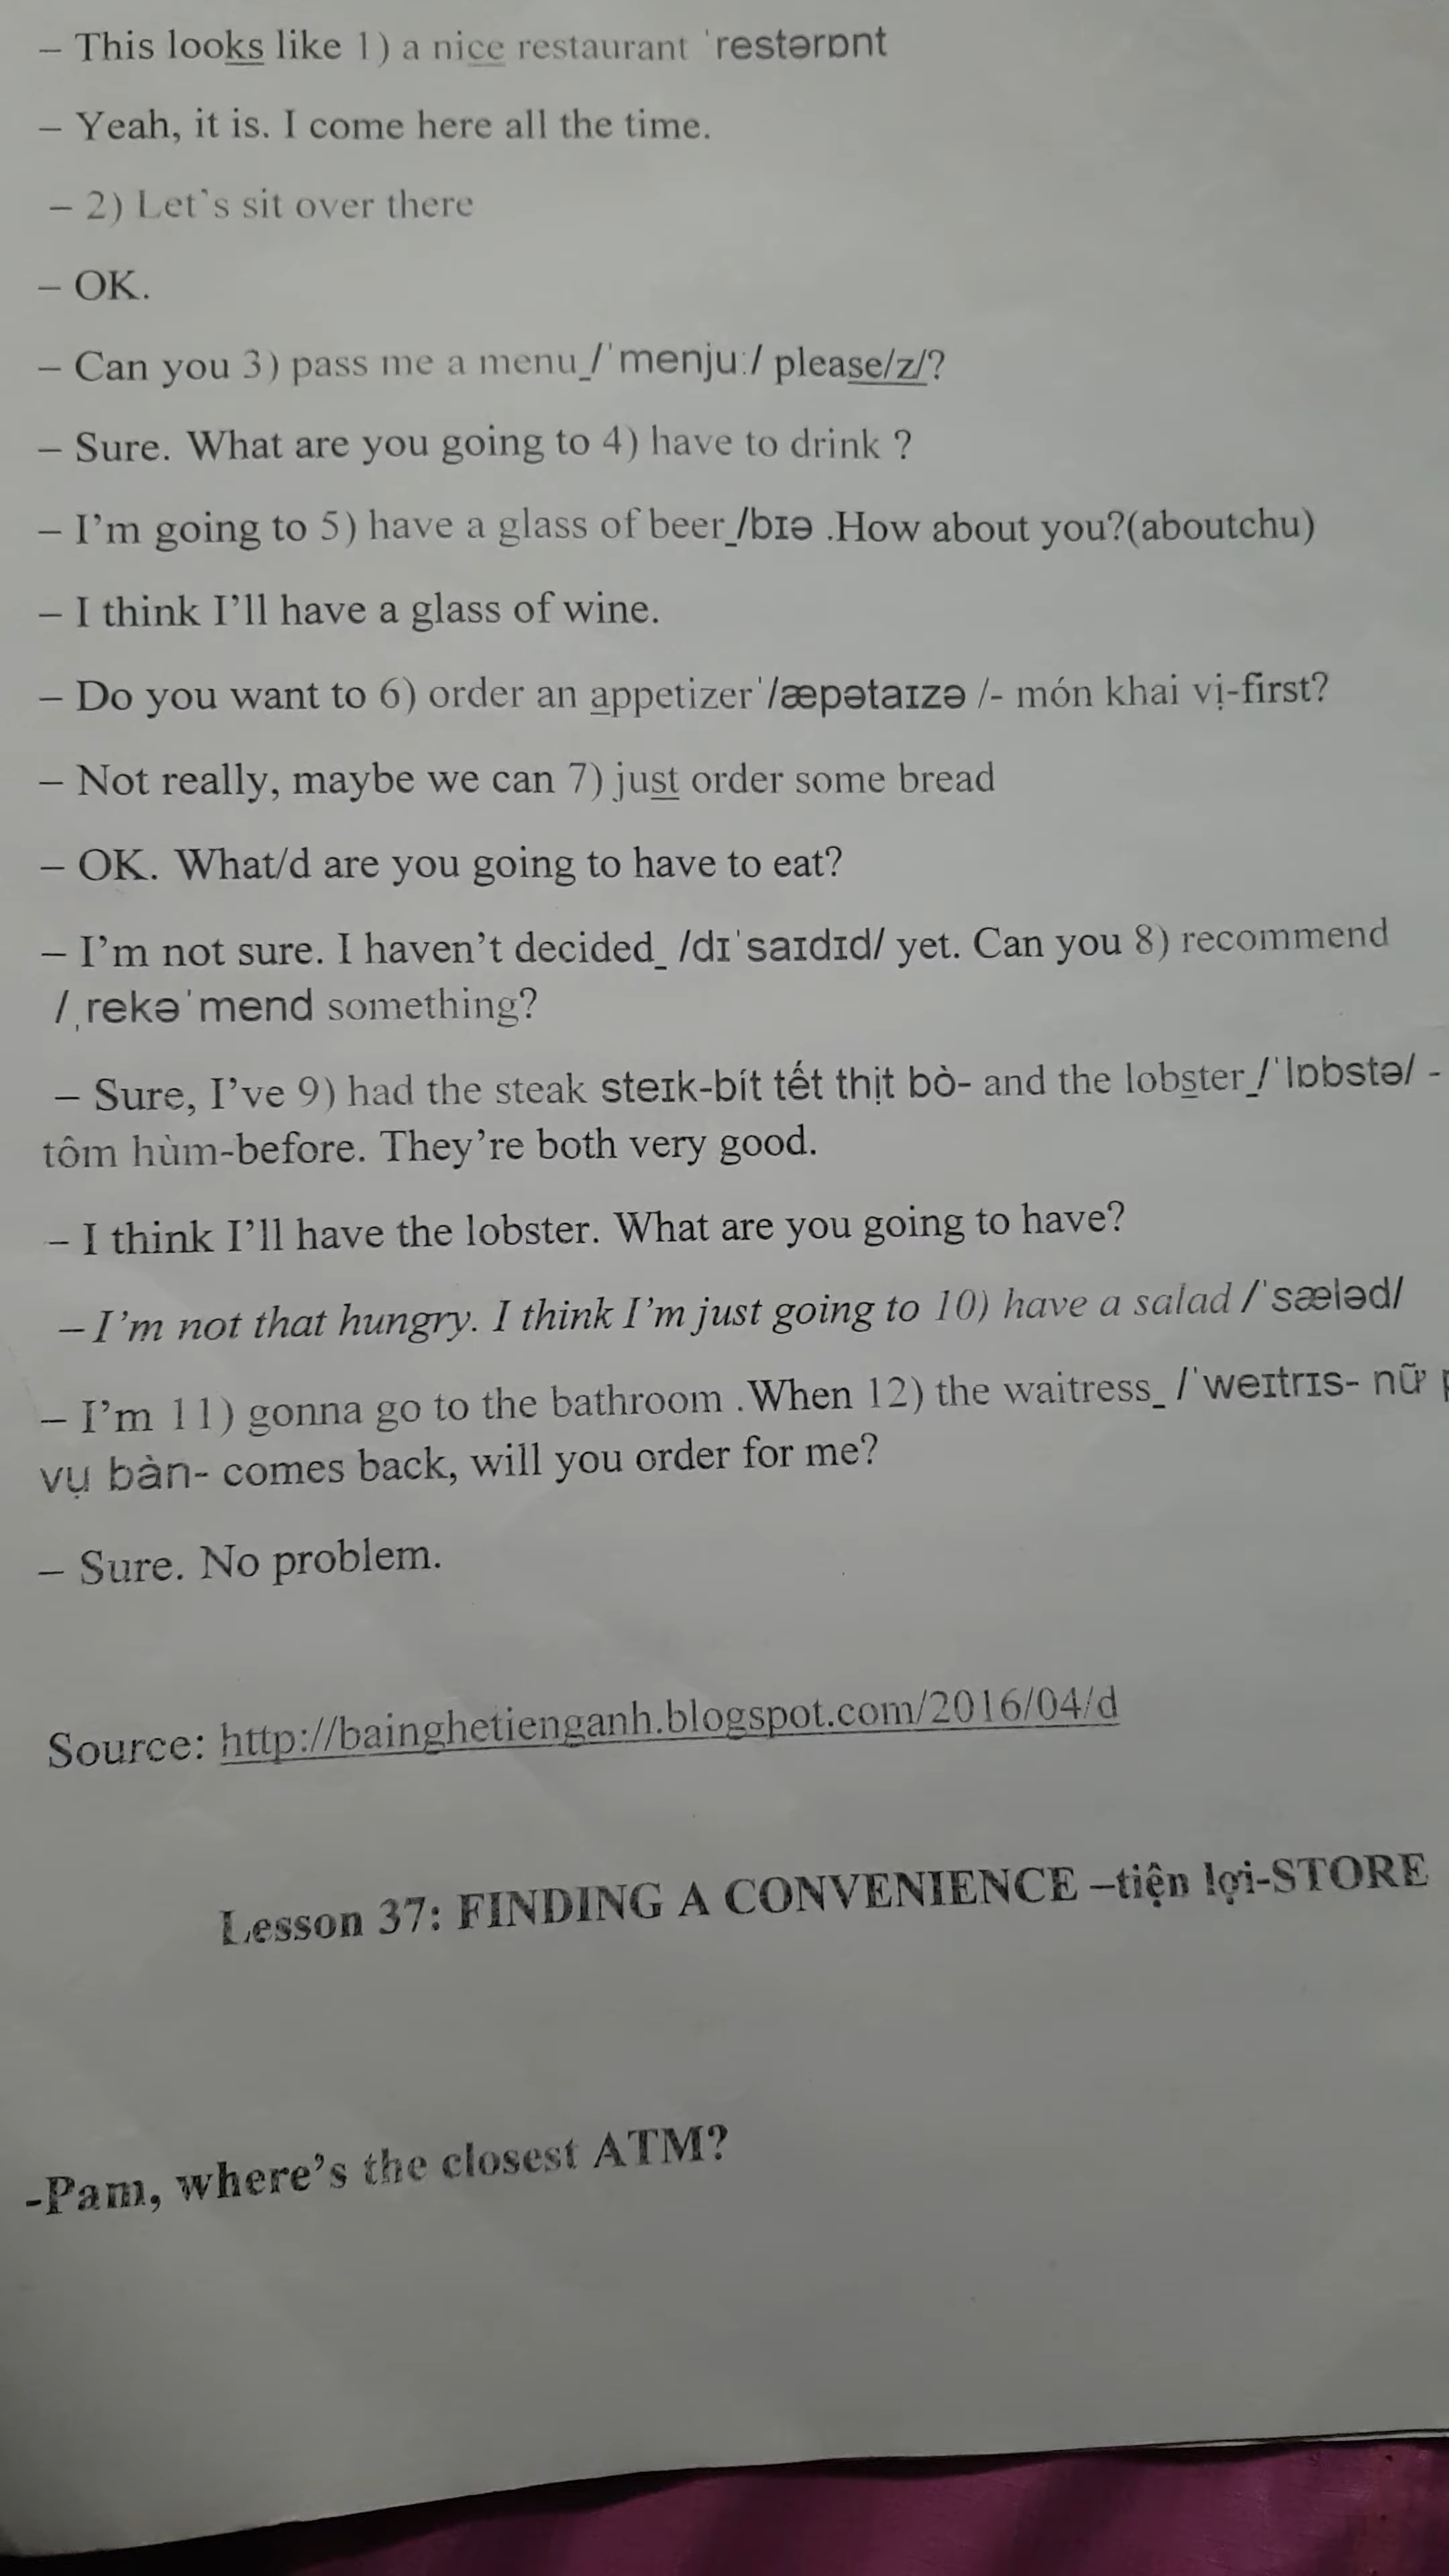 – This looks like 1) a nice restaurant ˈrestərɒnt
– Yeah, it is. I come here all the time.
– 2) Let's sit over there
– OK.
– Can you 3) pass me a menu /ˈmenjuː/ please/z/?
– Sure. What are you going to 4) have to drink ?
– I'm going to 5) have a glass of beer /bɪə .How about you?(aboutchu)
– I think I'll have a glass of wine.
– Do you want to 6) order an appetizerˈ/æpətaɪzə /- món khai vị-first?
– Not really, maybe we can 7) just order some bread
– OK. What/d are you going to have to eat?
– I'm not sure. I haven't decided_ /dɪˈsaɪdɪd/ yet. Can you 8) recommend
/ˌrekəˈmend something?
– Sure, I've 9) had the steak steɪk-bít tết thịt bò- and the lobster_/ˈlɒbstə/ -
tôm hùm-before. They're both very good.
– I think I'll have the lobster. What are you going to have?
– I'm not that hungry. I think I'm just going to 10) have a salad /ˈsæləd/
– I'm 11) gonna go to the bathroom .When 12) the waitress_ /ˈweɪtrɪs- nữ
vụ bàn- comes back, will you order for me?
– Sure. No problem.
Source: http://bainghetienganh.blogspot.com/2016/04/d
Lesson 37: FINDING A CONVENIENCE –tiện lợi-STORE
-Pam, where's the closest ATM?